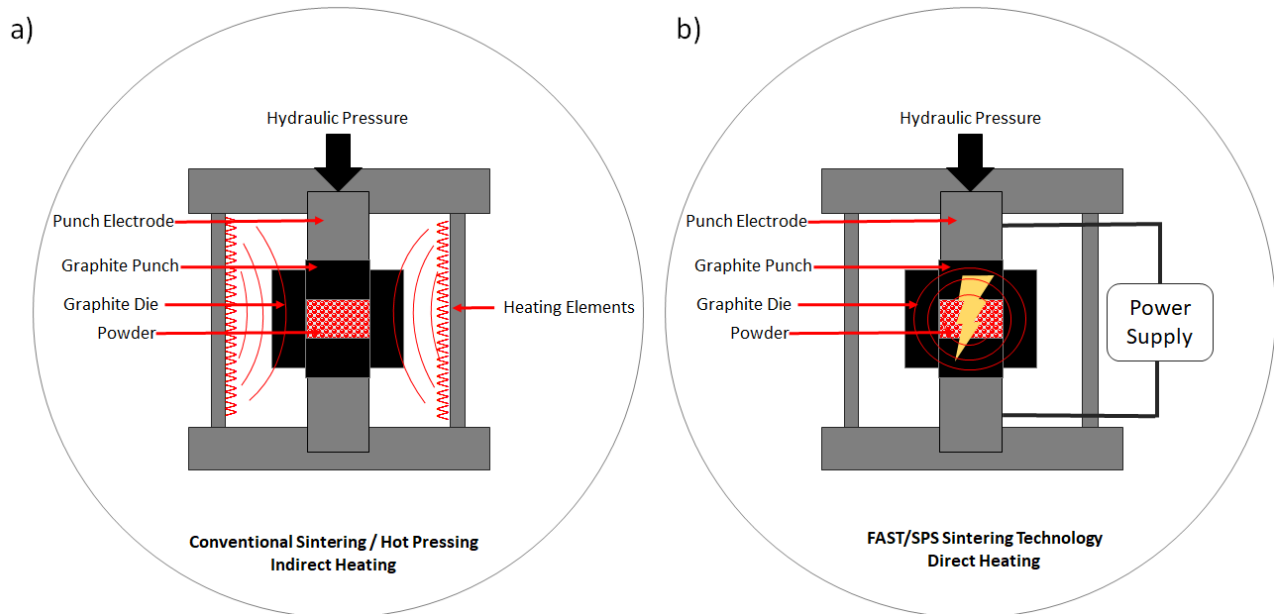 a)
Hydraulic Pressure
Punch Electrode
Graphite Punch
Graphite Die
Powder
Heating Elements
Conventional Sintering / Hot Pressing
Indirect Heating
b)
Hydraulic Pressure
Punch Electrode
Graphite Punch
Graphite Die
Powder
Power
Supply
FAST/SPS Sintering Technology
Direct Heating